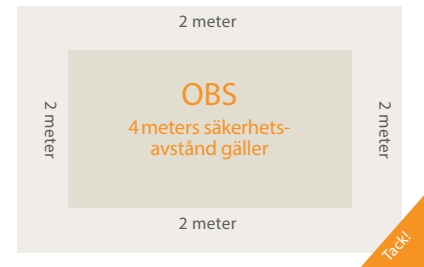 2 meter
2 meter
OBS
4 meters säkerhets-
avstånd gäller
2 meter
2 meter
Tack!